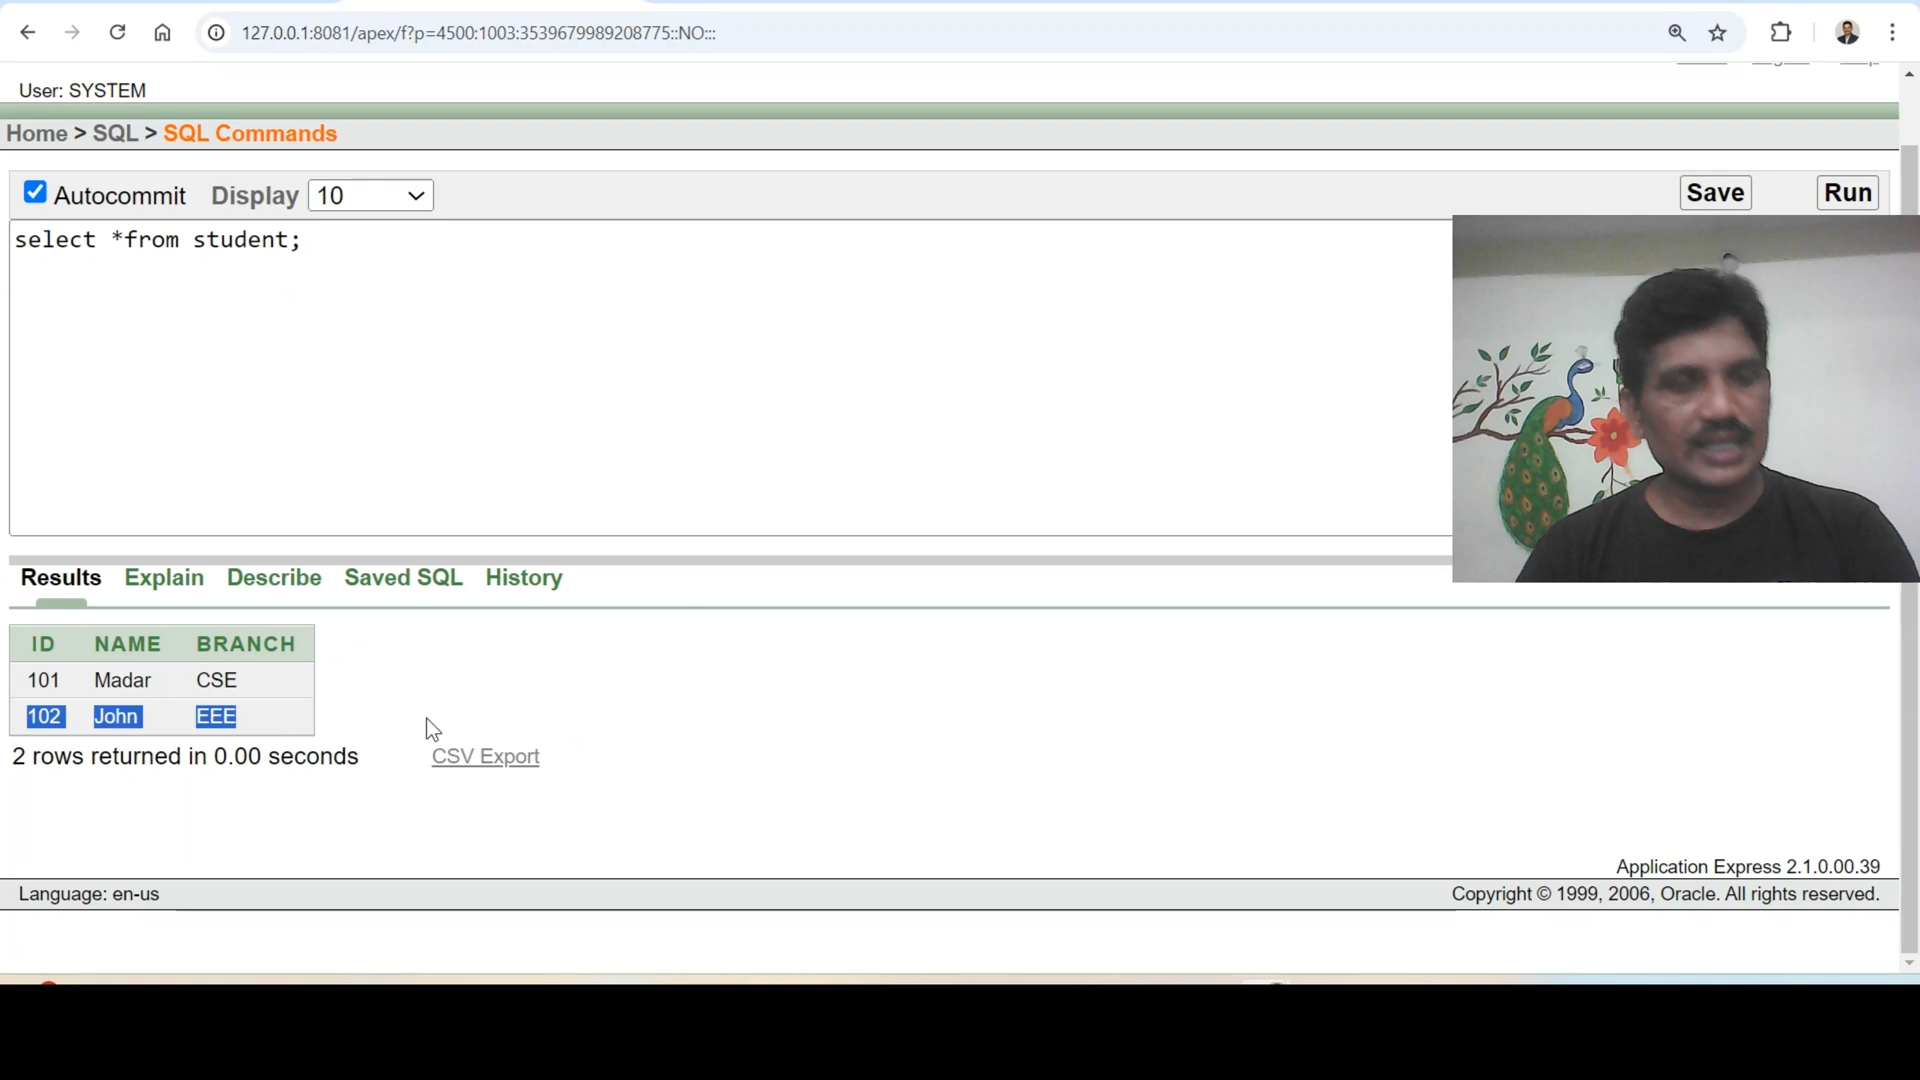 127.0.0.1:8081/apex/f?p=4500:1003:3539679989208775::NO:::
User: SYSTEM
Home > SQL > SQL Commands
Autocommit Display 10 Save Run
select *from student;
Results Explain Describe Saved SQL History
ID NAME BRANCH
101 Madar CSE
102 John EEE
2 rows returned in 0.00 seconds CSV Export
Application Express 2.1.0.00.39
Language: en-us Copyright © 1999, 2006, Oracle. All rights reserved.